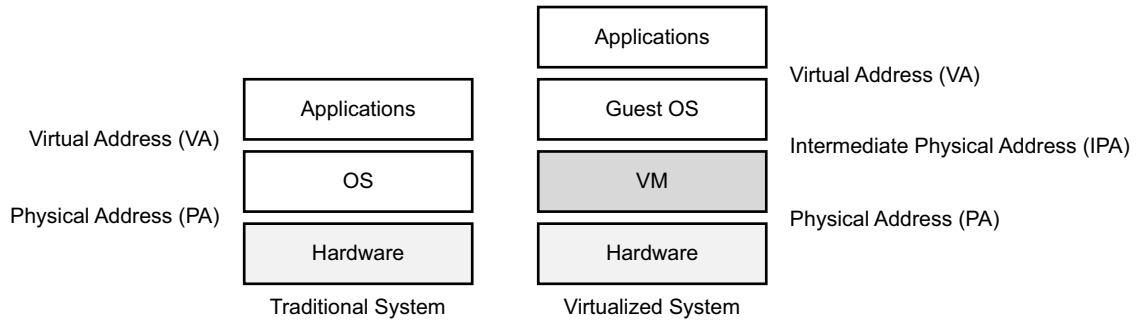 Applications
Virtual Address (VA)
Applications
Guest OS
Virtual Address (VA)
Intermediate Physical Address (IPA)
OS
VM
Physical Address (PA)
Physical Address (PA)
Hardware
Hardware
Traditional System
Virtualized System